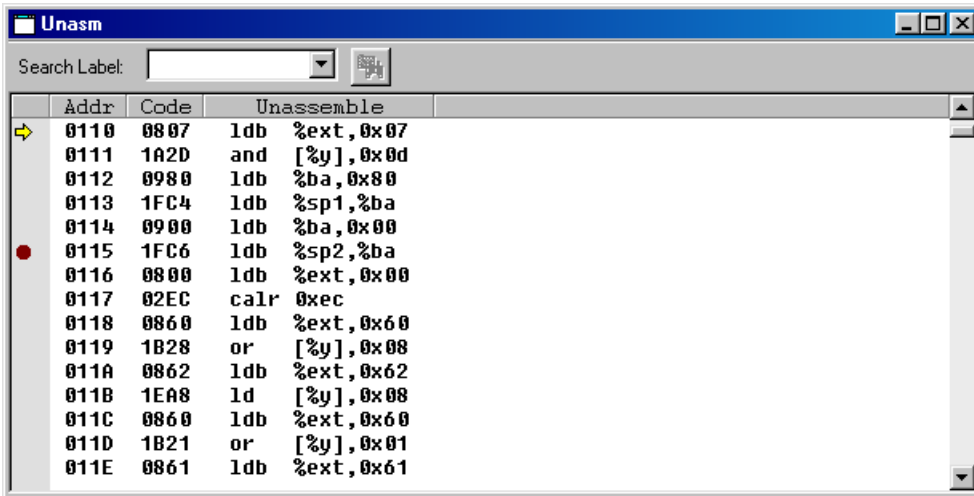 Unasm
Search Label:
Addr Code Unassemble
0110 0807 ldb %ext,0x07
0111 1A2D and [%y],0x0d
0112 0980 ldb %ba,0x80
0113 1FC4 ldb %sp1,%ba
0114 0900 ldb %ba,0x00
0115 1FC6 ldb %sp2,%ba
0116 0800 ldb %ext,0x00
0117 02EC calr 0xec
0118 0860 ldb %ext,0x60
0119 1B28 or [%y],0x08
011A 0862 ldb %ext,0x62
011B 1EA8 ld [%y],0x08
011C 0860 ldb %ext,0x60
011D 1B21 or [%y],0x01
011E 0861 ldb %ext,0x61